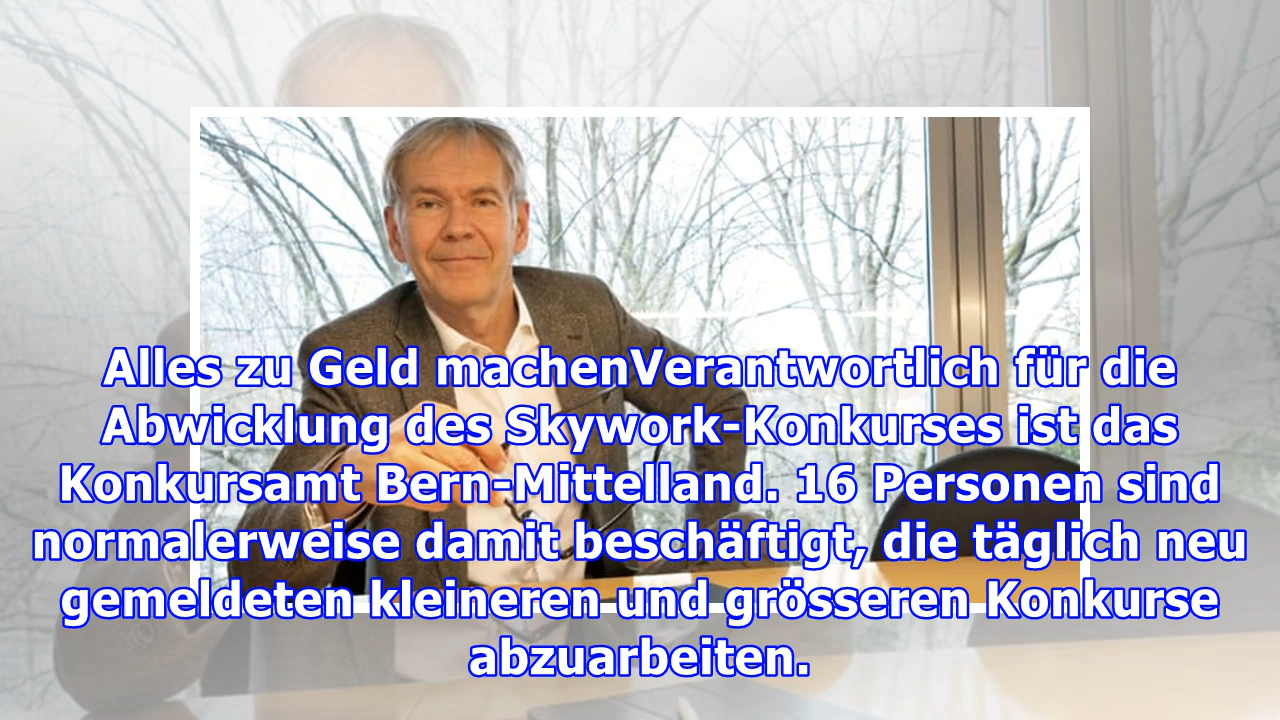 Alles zu Geld machenVerantwortlich für die
Abwicklung des Skywork-Konkurses ist das
Konkursamt Bern-Mittelland. 16 Personen sind
normalerweise damit beschäftigt, die täglich neu
gemeldeten kleineren und grösseren Konkurse
abzuarbeiten.